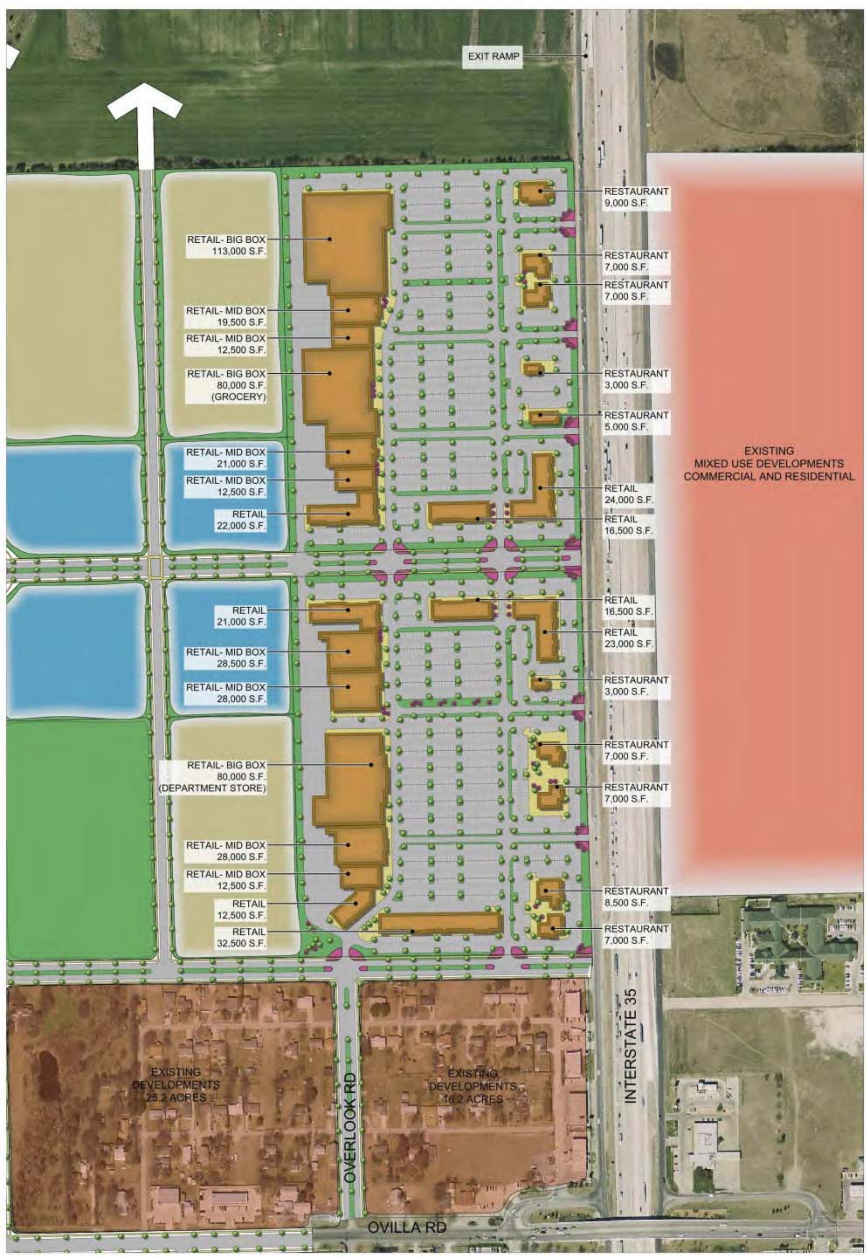 EXIT RAMP
RESTAURANT
9,000 S.F.
RETAIL- BIG BOX
113,000 S.F.
RESTAURANT
7,000 S.F.
RESTAURANT
7,000 S.F.
RETAIL- MID BOX
19,500 S.F.
RETAIL- MID BOX
12,500 S.F.
RETAIL- BIG BOX
80,000 S.F.
(GROCERY)
RESTAURANT
3,000 S.F.
RESTAURANT
5,000 S.F.
EXISTING
MIXED USE DEVELOPMENTS
COMMERCIAL AND RESIDENTIAL
RETAIL- MID BOX
21,000 S.F.
RETAIL- MID BOX
12,500 S.F.
RETAIL
22,000 S.F.
RETAIL
24,000 S.F.
RETAIL
16,500 S.F.
RETAIL
21,000 S.F.
RETAIL
16,500 S.F.
RETAIL
23,000 S.F.
RETAIL- MID BOX
28,500 S.F.
RETAIL- MID BOX
28,000 S.F.
RESTAURANT
3,000 S.F.
RETAIL- BIG BOX
80,000 S.F.
(DEPARTMENT STORE)
RESTAURANT
7,000 S.F.
RESTAURANT
7,000 S.F.
RETAIL- MID BOX
28,000 S.F.
RETAIL- MID BOX
12,500 S.F.
RETAIL
12,500 S.F.
RETAIL
32,500 S.F.
RESTAURANT
8,500 S.F.
RESTAURANT
7,000 S.F.
INTERSTATE 35
EXISTING
DEVELOPMENTS
25.2 ACRES
OVERLOOK RD
EXISTING
DEVELOPMENTS
16.2 ACRES
OVILLA RD